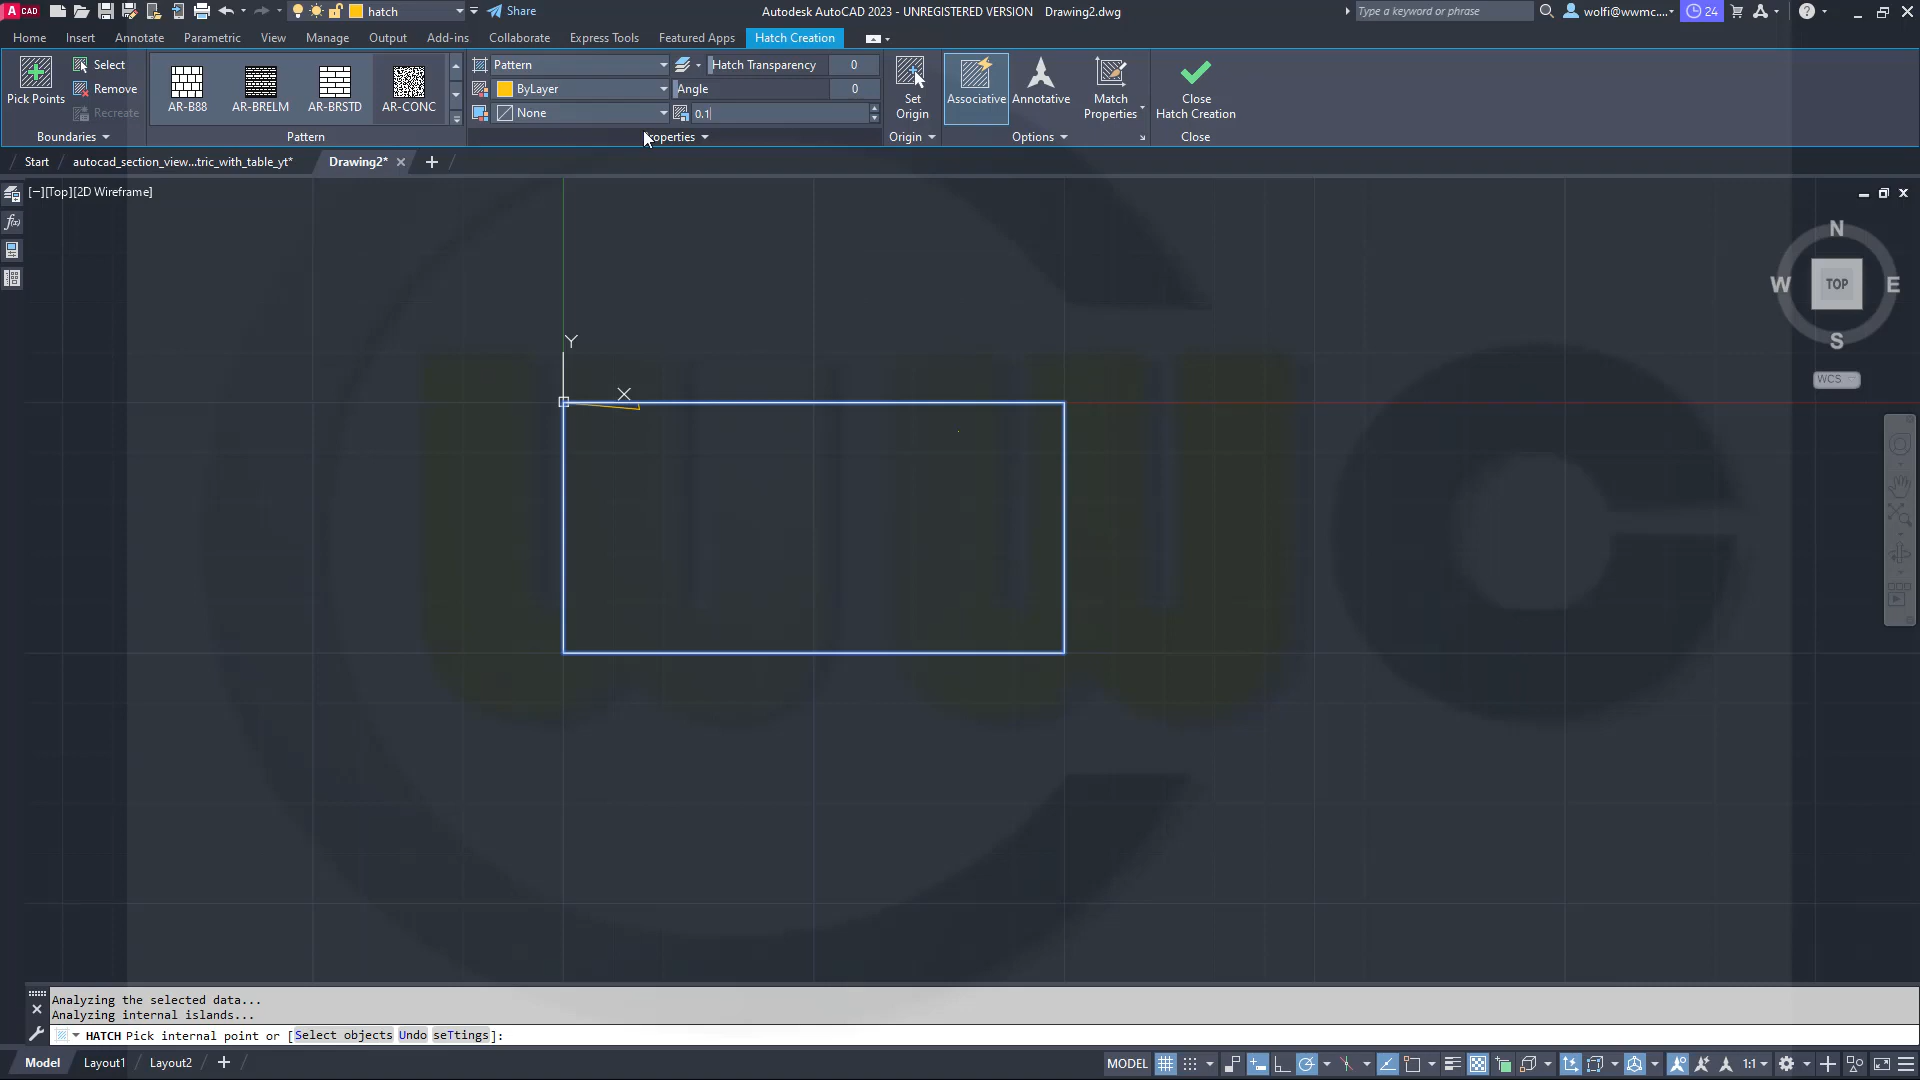 A CAD hatch Share Autodesk AutoCAD 2023 - UNREGISTERED VERSION Drawing2.dwg Type a keyword or phrase wolfi@wwmc.... 24
Home Insert Annotate Parametric View Manage Output Add-ins Collaborate Express Tools Featured Apps Hatch Creation
Select Pattern Hatch Transparency 0
Remove ByLayer Angle 0
Pick Points AR-B88 AR-BRELM AR-BRSTD AR-CONC Set Origin Associative Annotative Match Properties Close Hatch Creation
Recreate None 0.1
Boundaries Pattern Properties Origin Options Close
Start autocad_section_view...tric_with_table_yt* Drawing2*
[−][Top][2D Wireframe]
N
W TOP E
S
Y
WCS
X
Analyzing the selected data...
Analyzing internal islands...
HATCH Pick internal point or [Select objects Undo seTtings]:
Model Layout1 Layout2 MODEL 1:1